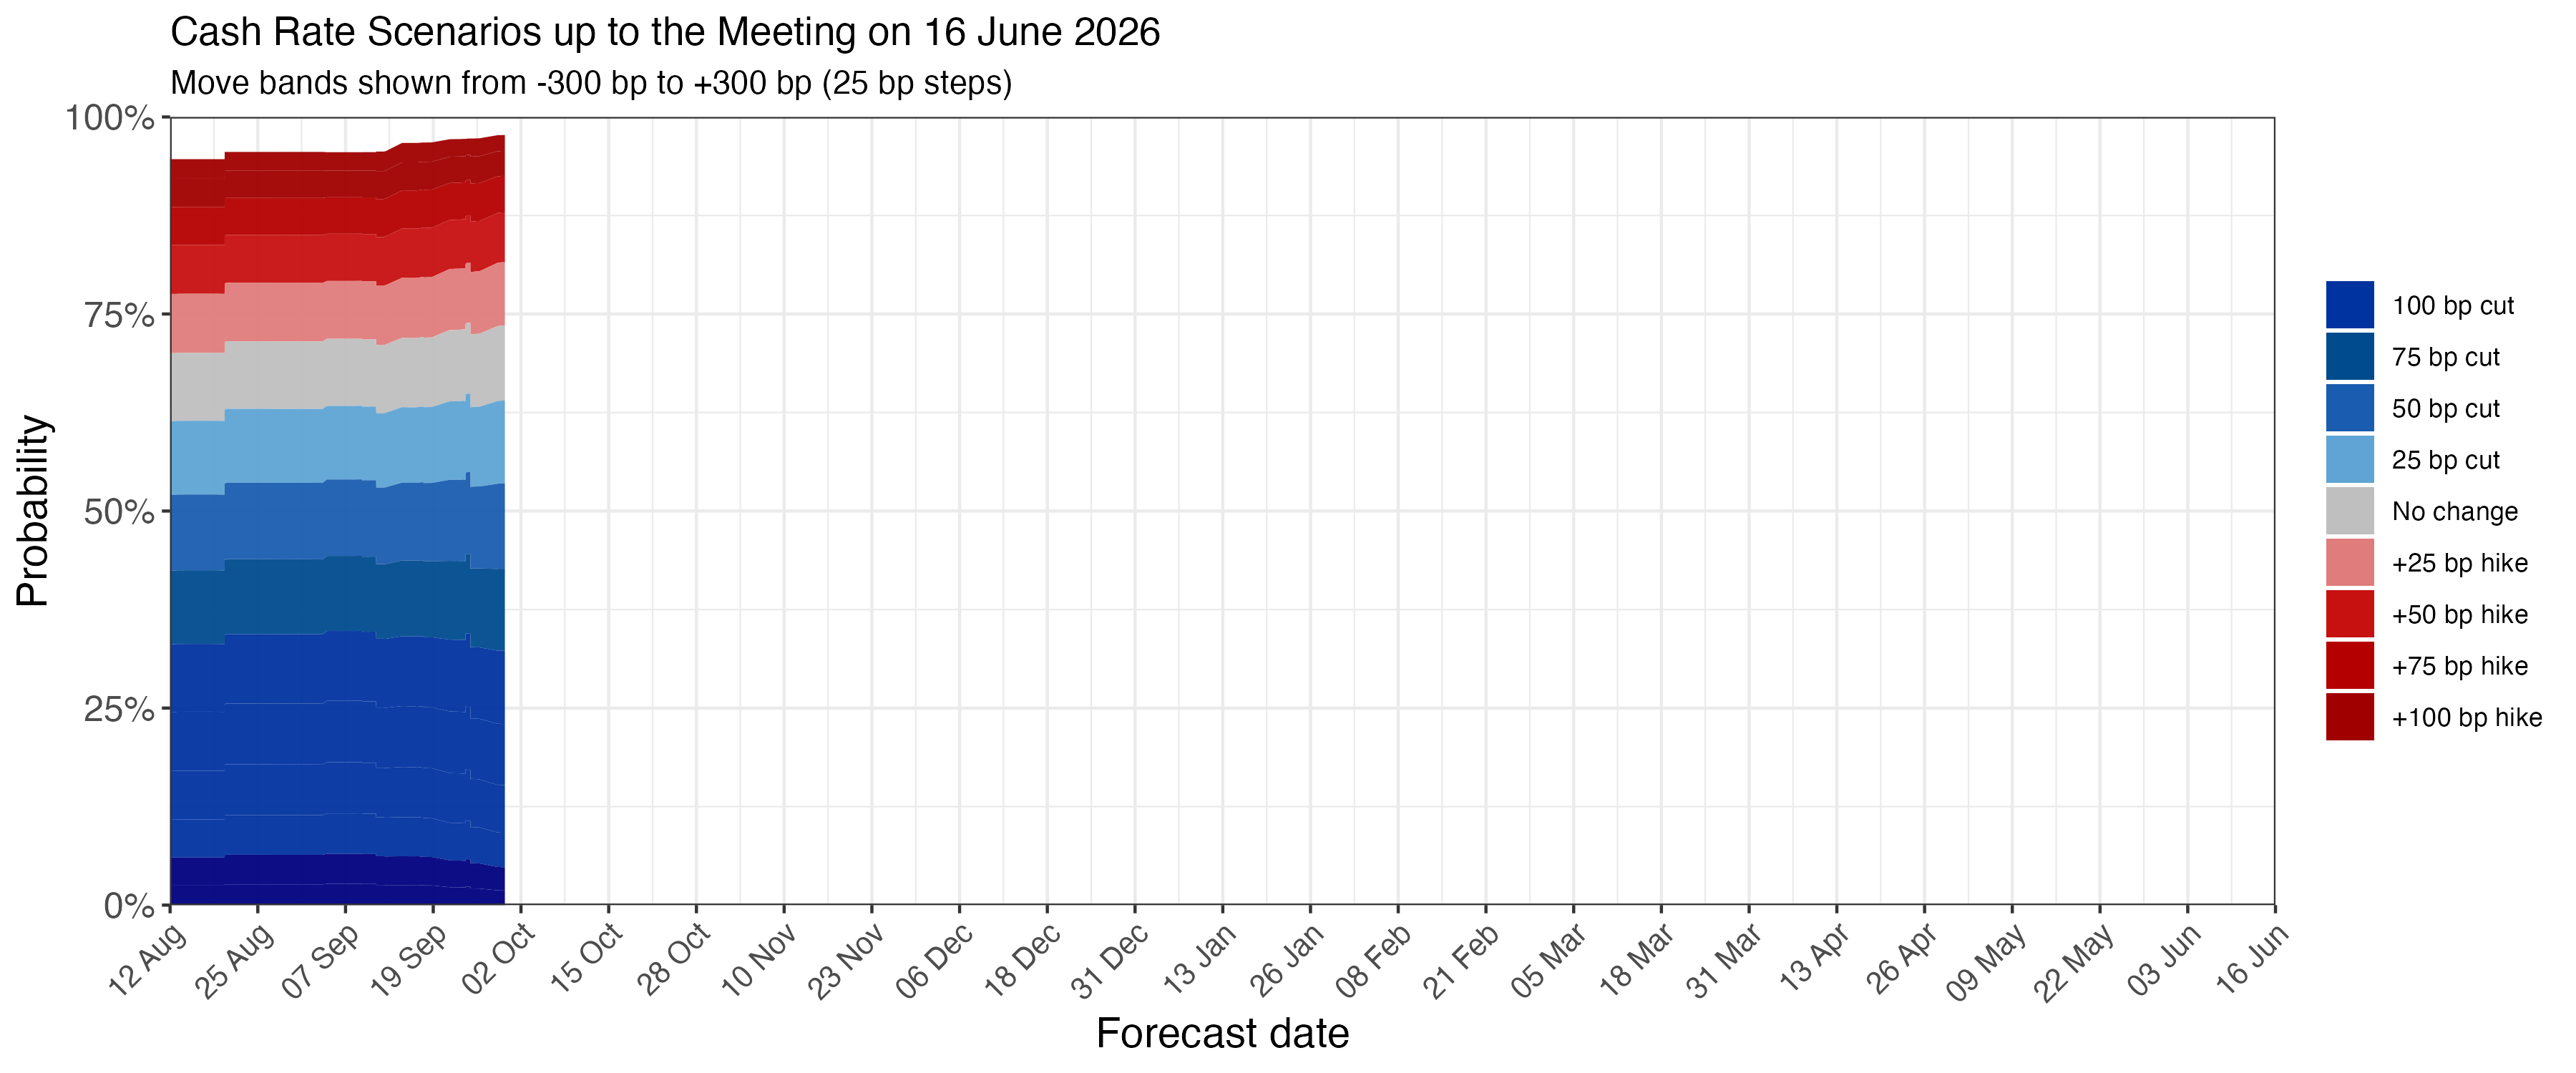 Cash Rate Scenarios up to the Meeting on 16 June 2026
Move bands shown from -300 bp to +300 bp (25 bp steps)
Probability
100%
75%
50%
25%
0%
12 Aug
25 Aug
07 Sep
19 Sep
02 Oct
15 Oct
28 Oct
10 Nov
23 Nov
06 Dec
18 Dec
31 Dec
13 Jan
26 Jan
08 Feb
21 Feb
05 Mar
18 Mar
31 Mar
13 Apr
26 Apr
09 May
22 May
03 Jun
16 Jun
Forecast date
100 bp cut
75 bp cut
50 bp cut
25 bp cut
No change
+25 bp hike
+50 bp hike
+75 bp hike
+100 bp hike